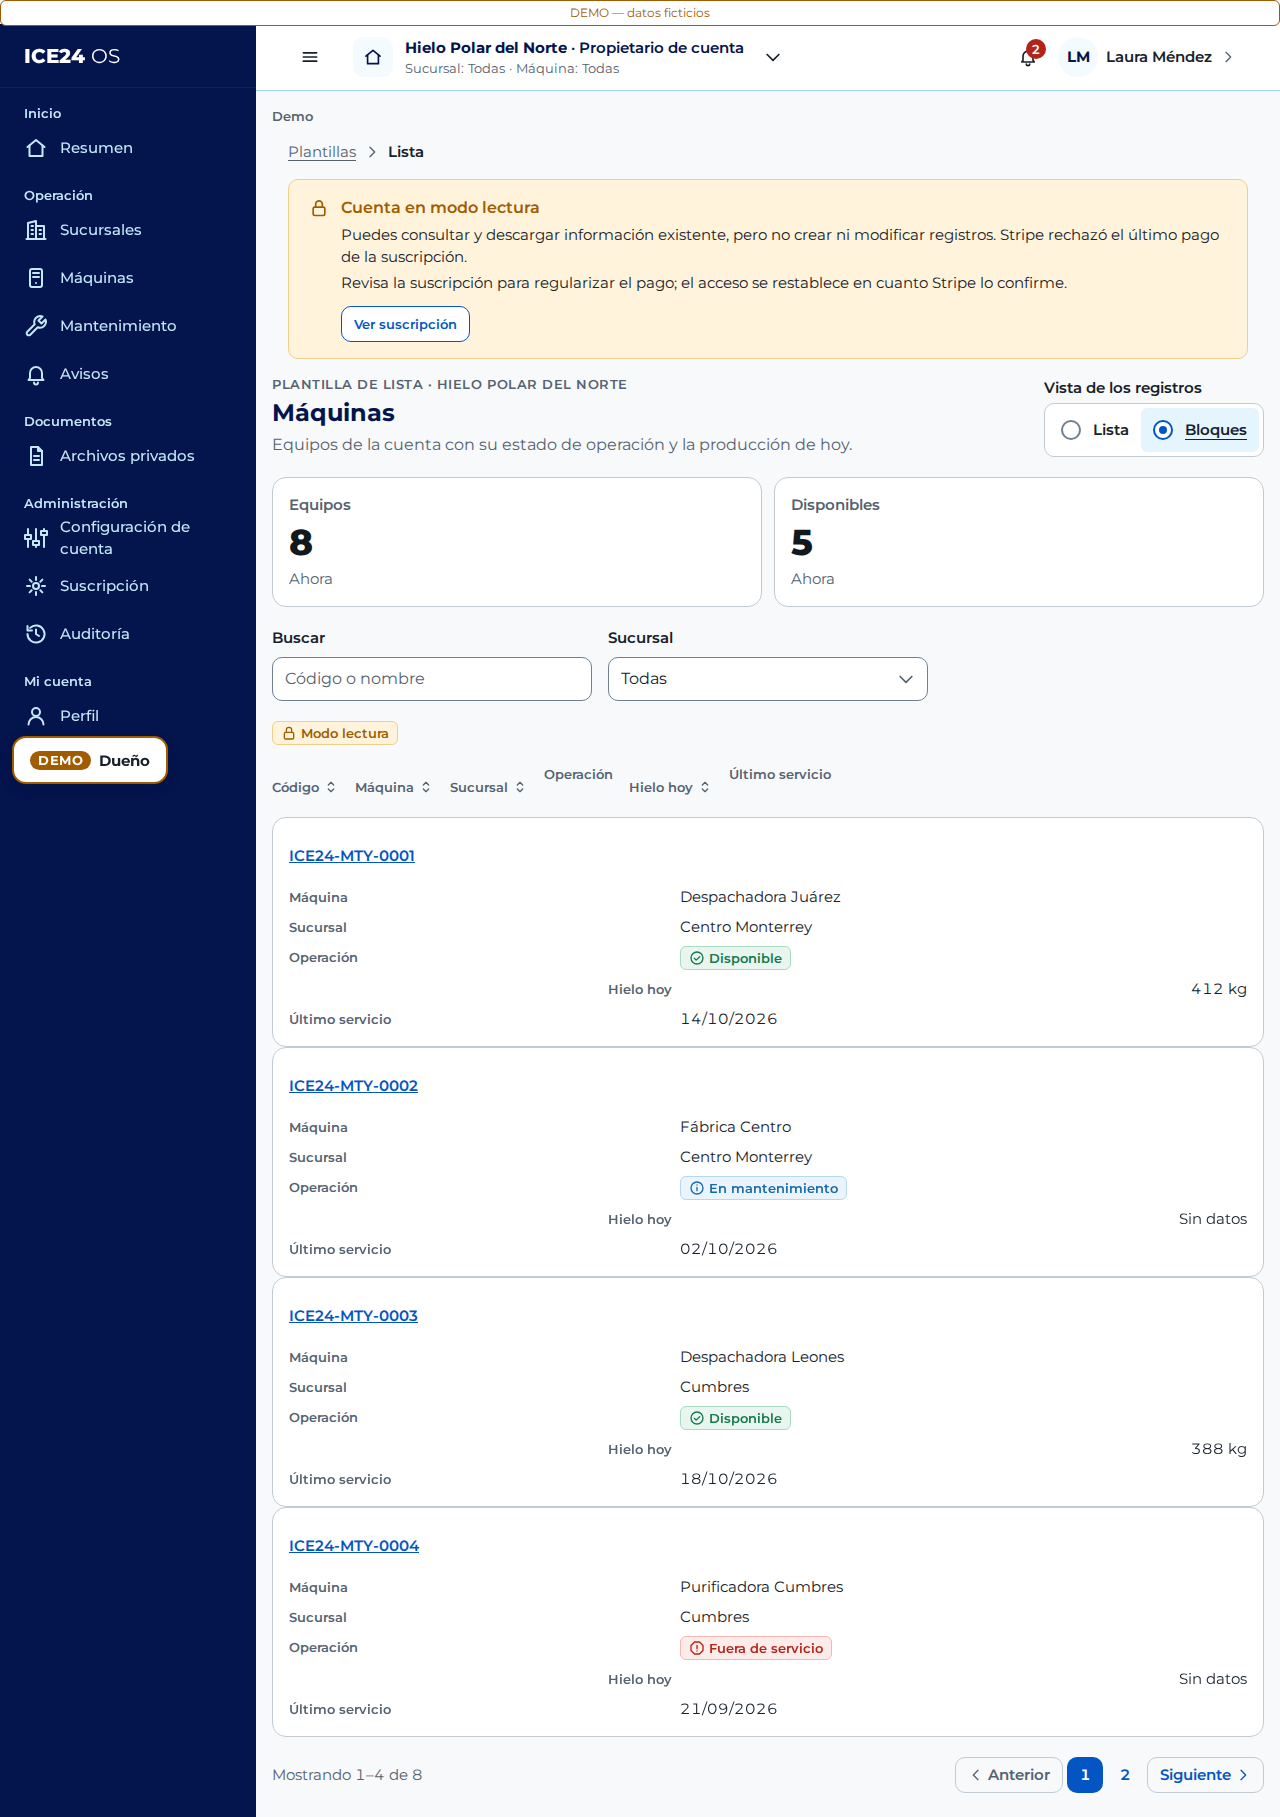 DEMO — datos ficticios
ICE24 OS
Inicio
Resumen
Operación
Sucursales
Máquinas
Mantenimiento
Avisos
Documentos
Archivos privados
Administración
Configuración de
cuenta
Suscripción
Auditoría
Mi cuenta
Perfil
DEMO Dueño
Hielo Polar del Norte · Propietario de cuenta
Sucursal: Todas · Máquina: Todas
2
LM Laura Méndez
Demo
Plantillas > Lista
Cuenta en modo lectura
Puedes consultar y descargar información existente, pero no crear ni modificar registros. Stripe rechazó el último pago
de la suscripción.
Revisa la suscripción para regularizar el pago; el acceso se restablece en cuanto Stripe lo confirme.
Ver suscripción
PLANTILLA DE LISTA · HIELO POLAR DEL NORTE
Máquinas
Equipos de la cuenta con su estado de operación y la producción de hoy.
Vista de los registros
Lista Bloques
Equipos
8
Ahora
Disponibles
5
Ahora
Buscar
Código o nombre
Sucursal
Todas
Modo lectura
Código Máquina Sucursal Operación Hielo hoy Último servicio
ICE24-MTY-0001
Máquina Despachadora Juárez
Sucursal Centro Monterrey
Operación Disponible
Hielo hoy 412 kg
Último servicio 14/10/2026
ICE24-MTY-0002
Máquina Fábrica Centro
Sucursal Centro Monterrey
Operación En mantenimiento
Hielo hoy Sin datos
Último servicio 02/10/2026
ICE24-MTY-0003
Máquina Despachadora Leones
Sucursal Cumbres
Operación Disponible
Hielo hoy 388 kg
Último servicio 18/10/2026
ICE24-MTY-0004
Máquina Purificadora Cumbres
Sucursal Cumbres
Operación Fuera de servicio
Hielo hoy Sin datos
Último servicio 21/09/2026
Mostrando 1–4 de 8
Anterior 1 2 Siguiente